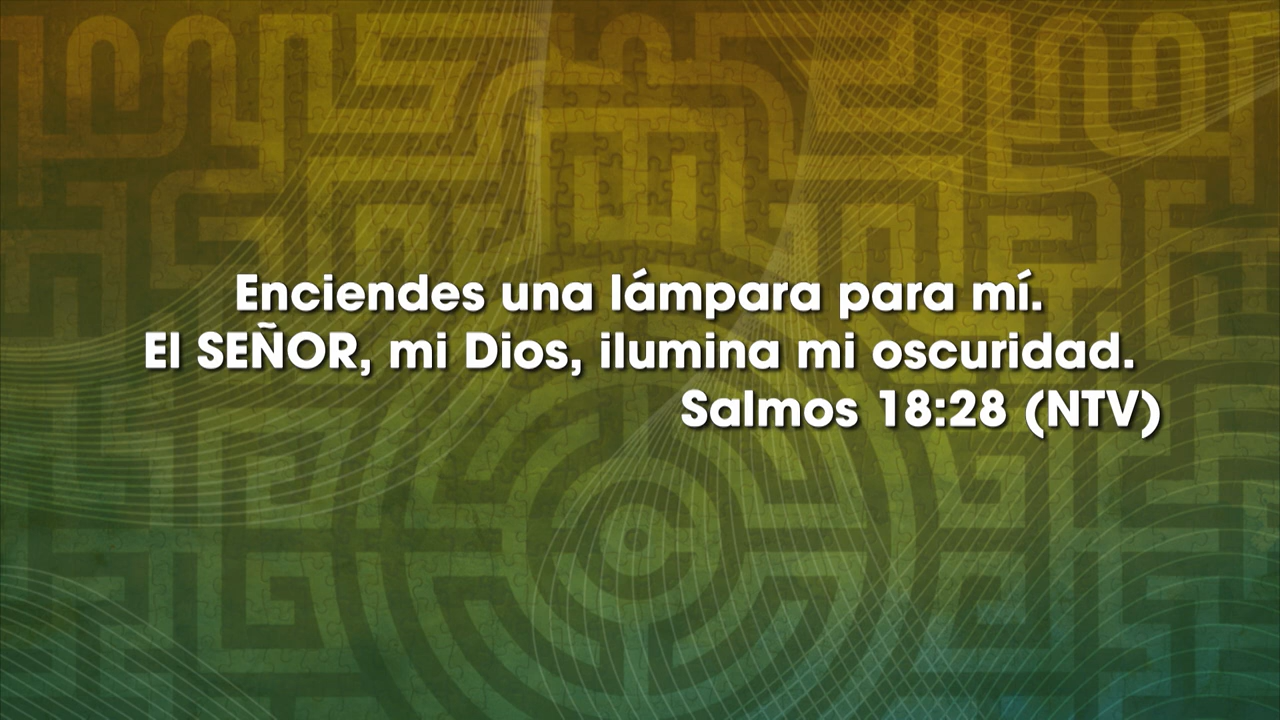 Enciendes una lámpara para mí.
El SEÑOR, mi Dios, ilumina mi oscuridad.
Salmos 18:28 (NTV)